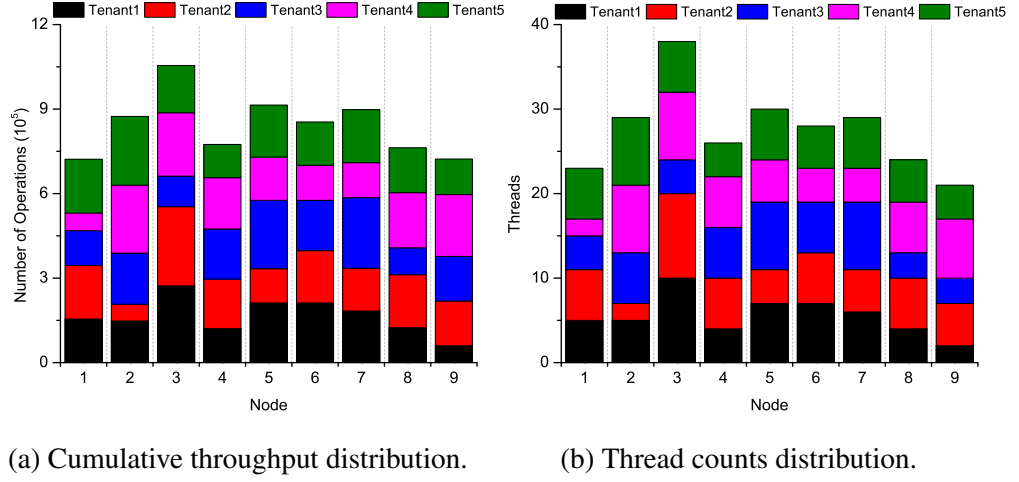 Tenant1 Tenant2 Tenant3 Tenant4 Tenant5
12
9
6
3
0
Number of Operations (10⁵)
1 2 3 4 5 6 7 8 9
Node
(a) Cumulative throughput distribution.
Tenant1 Tenant2 Tenant3 Tenant4 Tenant5
40
30
20
10
0
Threads
1 2 3 4 5 6 7 8 9
Node
(b) Thread counts distribution.